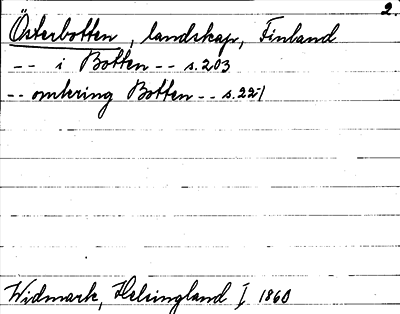 2.
Österbotten, landskap, Finland
-- i Botten -- s. 203
-- omkring Botten -- s. 221
Widmark, Helsingland I 1860